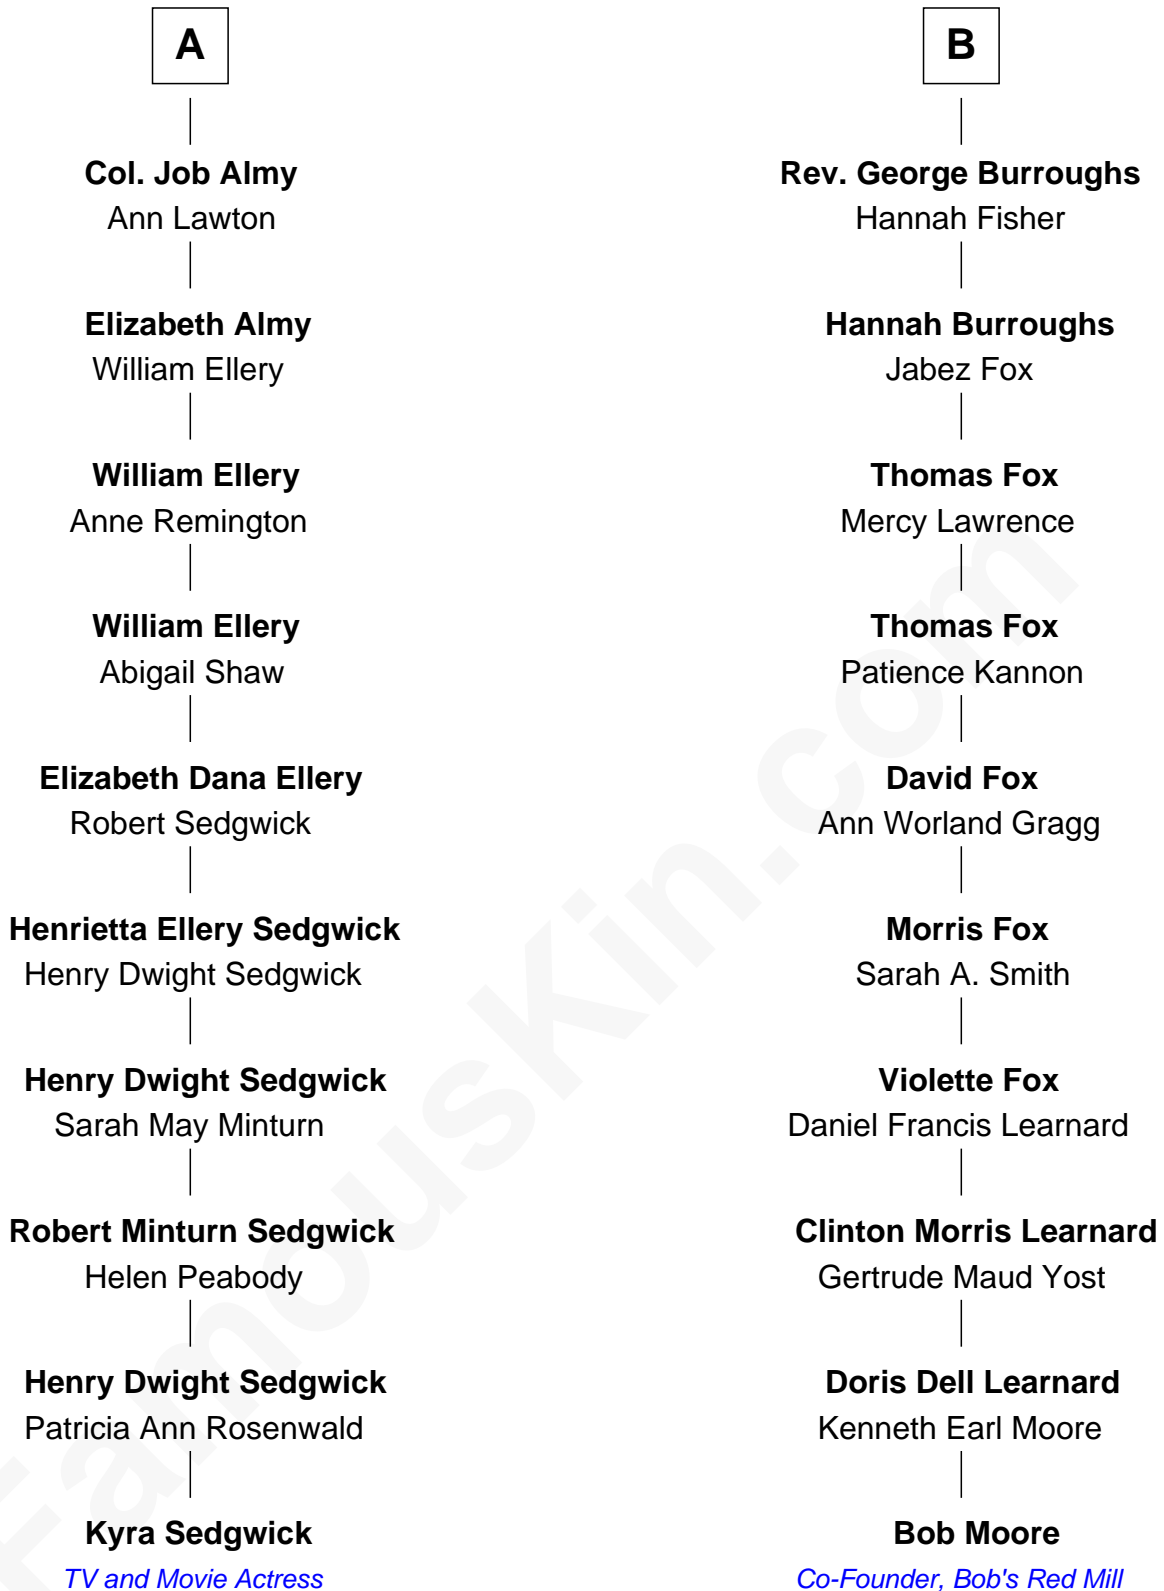 A
Col. Job Almy
Ann Lawton
Elizabeth Almy
William Ellery
William Ellery
Anne Remington
William Ellery
Abigail Shaw
Elizabeth Dana Ellery
Robert Sedgwick
Henrietta Ellery Sedgwick
Henry Dwight Sedgwick
Henry Dwight Sedgwick
Sarah May Minturn
Robert Minturn Sedgwick
Helen Peabody
Henry Dwight Sedgwick
Patricia Ann Rosenwald
Kyra Sedgwick
TV and Movie Actress
B
Rev. George Burroughs
Hannah Fisher
Hannah Burroughs
Jabez Fox
Thomas Fox
Mercy Lawrence
Thomas Fox
Patience Kannon
David Fox
Ann Worland Gragg
Morris Fox
Sarah A. Smith
Violette Fox
Daniel Francis Learnard
Clinton Morris Learnard
Gertrude Maud Yost
Doris Dell Learnard
Kenneth Earl Moore
Bob Moore
Co-Founder, Bob's Red Mill
FamousKin.com